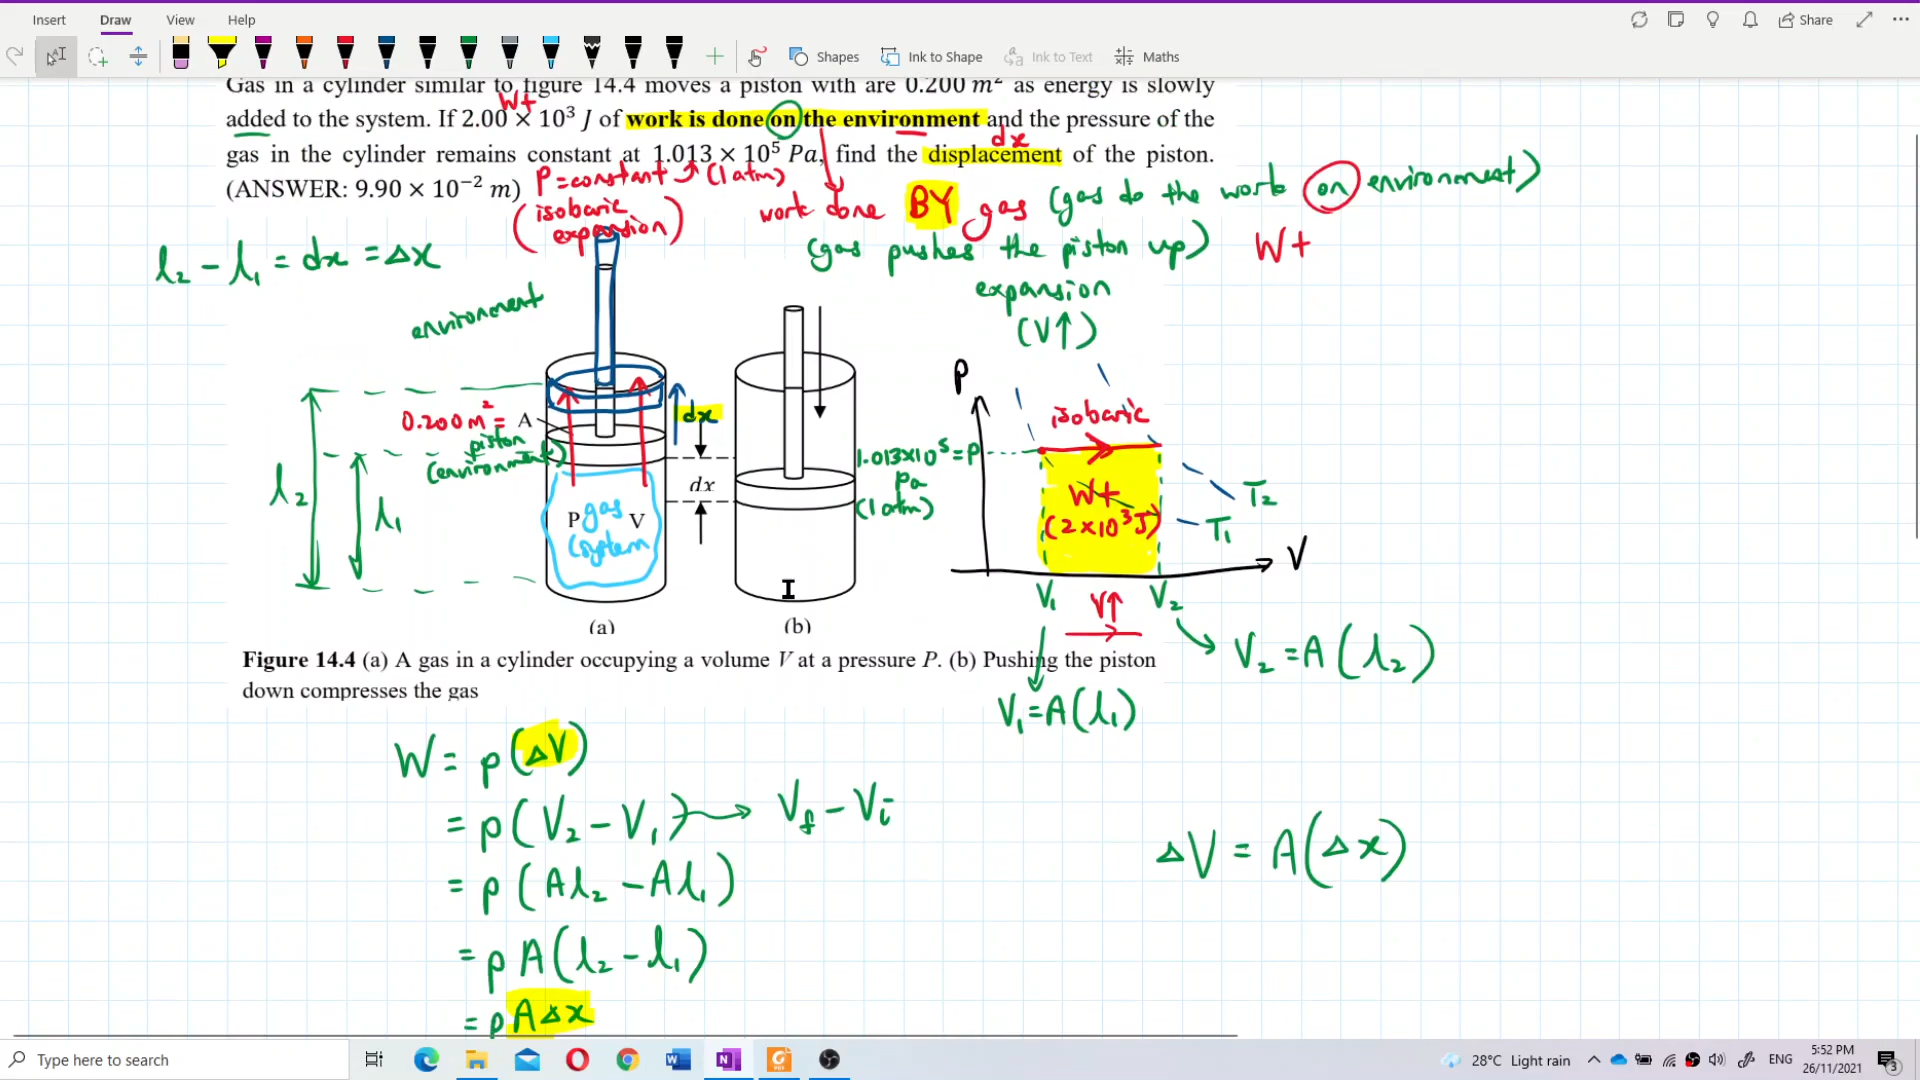 Insert Draw View Help
Share
Shapes Ink to Shape Ink to Text Maths
Gas in a cylinder similar to figure 14.4 moves a piston with are 0.200 m² as energy is slowly
W+
added to the system. If 2.00 × 10³ J of work is done on the environment and the pressure of the
dx
gas in the cylinder remains constant at 1.013 × 10⁵ Pa, find the displacement of the piston.
(ANSWER: 9.90 × 10⁻² m)
P = constant (1 atm)
(isobaric expansion)
work done BY gas (gas do the work on environment)
(gas pushes the piston up) W+
expansion
(V↑)
l₂ - l₁ = dx = Δx
environment
0.200 m² = A
piston
(environment)
l₂
l₁
dx
dx
P gas V
(system
1.013×10⁵ = P
Pa
(1 atm)
P
isobaric
W+
(2×10³ J)
T₂
T₁
V
V₁ V↑ V₂
(a) (b)
V₂ = A(l₂)
Figure 14.4 (a) A gas in a cylinder occupying a volume V at a pressure P. (b) Pushing the piston
down compresses the gas
V₁ = A(l₁)
W = p(ΔV)
= p(V₂ - V₁) → Vf - Vi
ΔV = A(Δx)
= p(Al₂ - Al₁)
= pA(l₂ - l₁)
= pAΔx
Type here to search
28°C Light rain
ENG
5:52 PM
26/11/2021
3